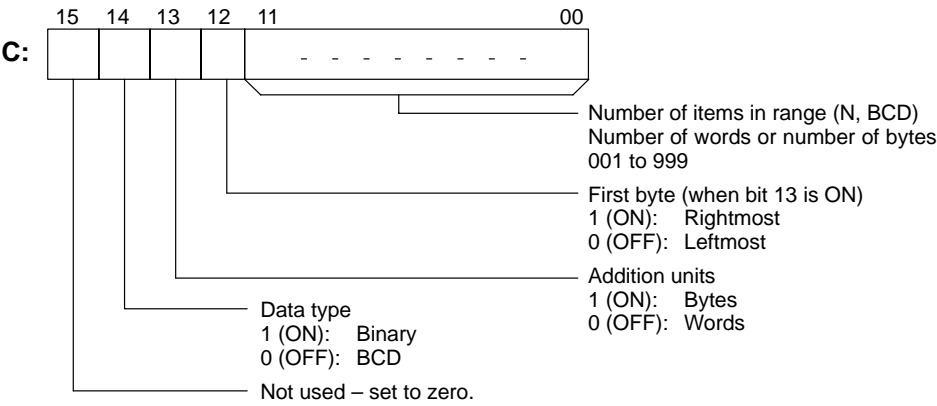 15 14 13 12 11 00
C:
- - - - - - - -
Number of items in range (N, BCD)
Number of words or number of bytes
001 to 999
First byte (when bit 13 is ON)
1 (ON): Rightmost
0 (OFF): Leftmost
Addition units
1 (ON): Bytes
0 (OFF): Words
Data type
1 (ON): Binary
0 (OFF): BCD
Not used – set to zero.